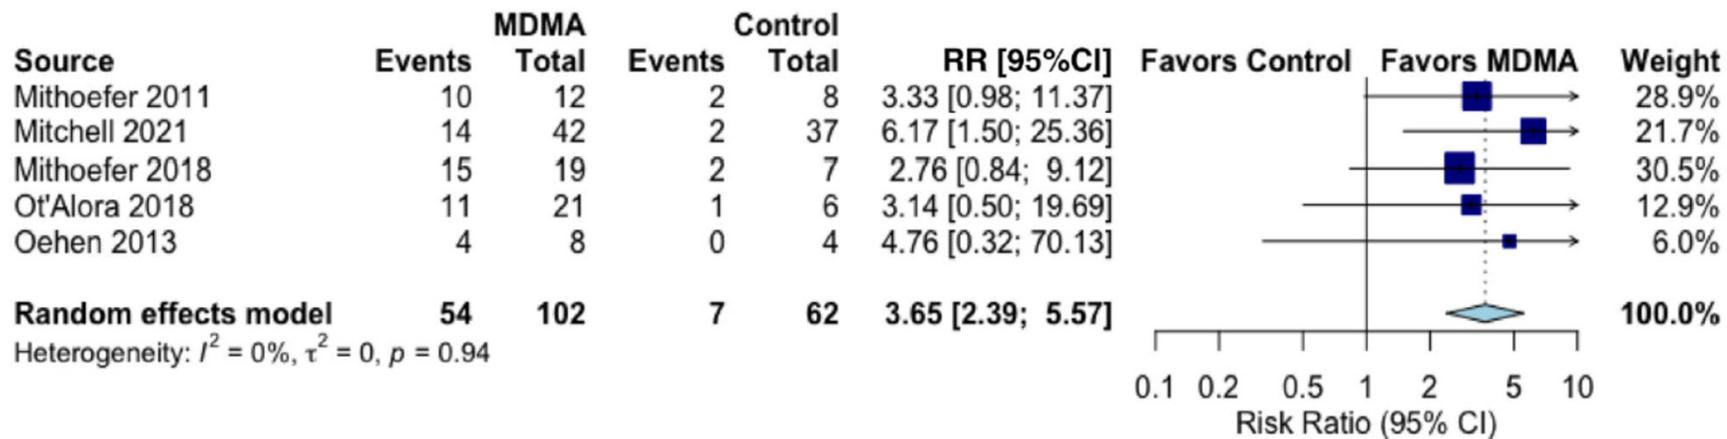 MDMA Control
Source Events Total Events Total RR [95%CI] Favors Control Favors MDMA Weight
Mithoefer 2011 10 12 2 8 3.33 [0.98; 11.37] 28.9%
Mitchell 2021 14 42 2 37 6.17 [1.50; 25.36] 21.7%
Mithoefer 2018 15 19 2 7 2.76 [0.84; 9.12] 30.5%
Ot'Alora 2018 11 21 1 6 3.14 [0.50; 19.69] 12.9%
Oehen 2013 4 8 0 4 4.76 [0.32; 70.13] 6.0%
Random effects model 54 102 7 62 3.65 [2.39; 5.57] 100.0%
Heterogeneity: I² = 0%, τ² = 0, p = 0.94
0.1 0.2 0.5 1 2 5 10
Risk Ratio (95% CI)